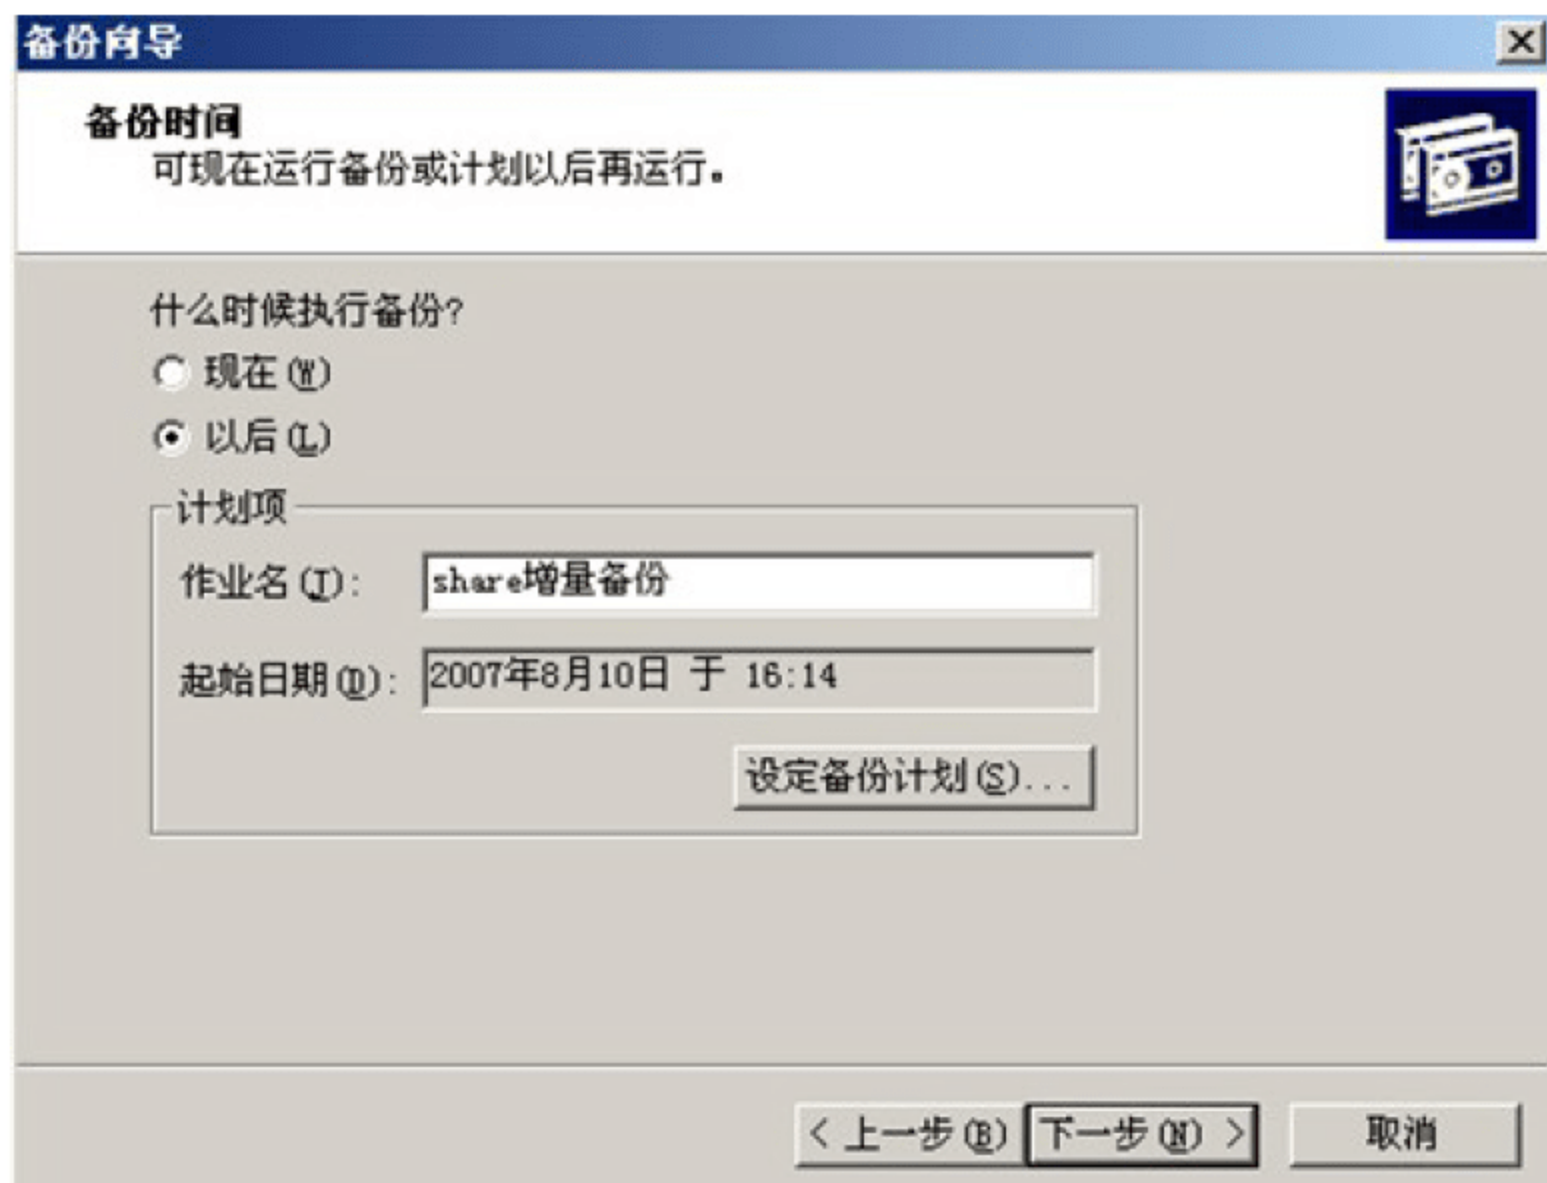 备份向导
备份时间
可现在运行备份或计划以后再运行。
什么时候执行备份?
现在(W)
以后(L)
计划项
作业名(J): share增量备份
起始日期(D): 2007年8月10日 于 16:14
设定备份计划(S)...
< 上一步(B) 下一步(N) > 取消